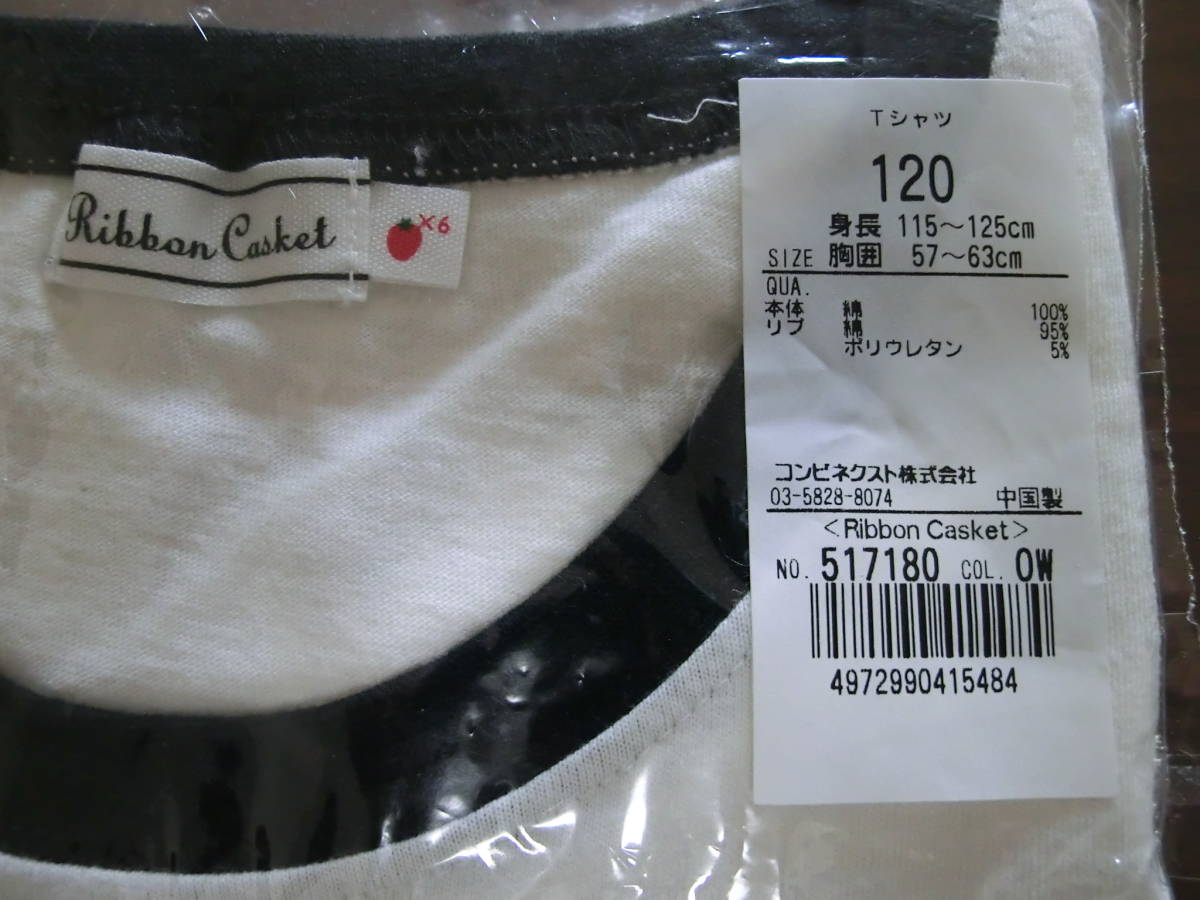 Ribbon Casket
×6
Tシャツ
120
身長 115～125cm
SIZE 胸囲 57～63cm
QUA.
本体 綿 100%
リブ 綿 95%
ポリウレタン 5%
コンビネクスト株式会社
03-5828-8074 中国製
<Ribbon Casket>
NO. 517180 COL. OW
4972990415484